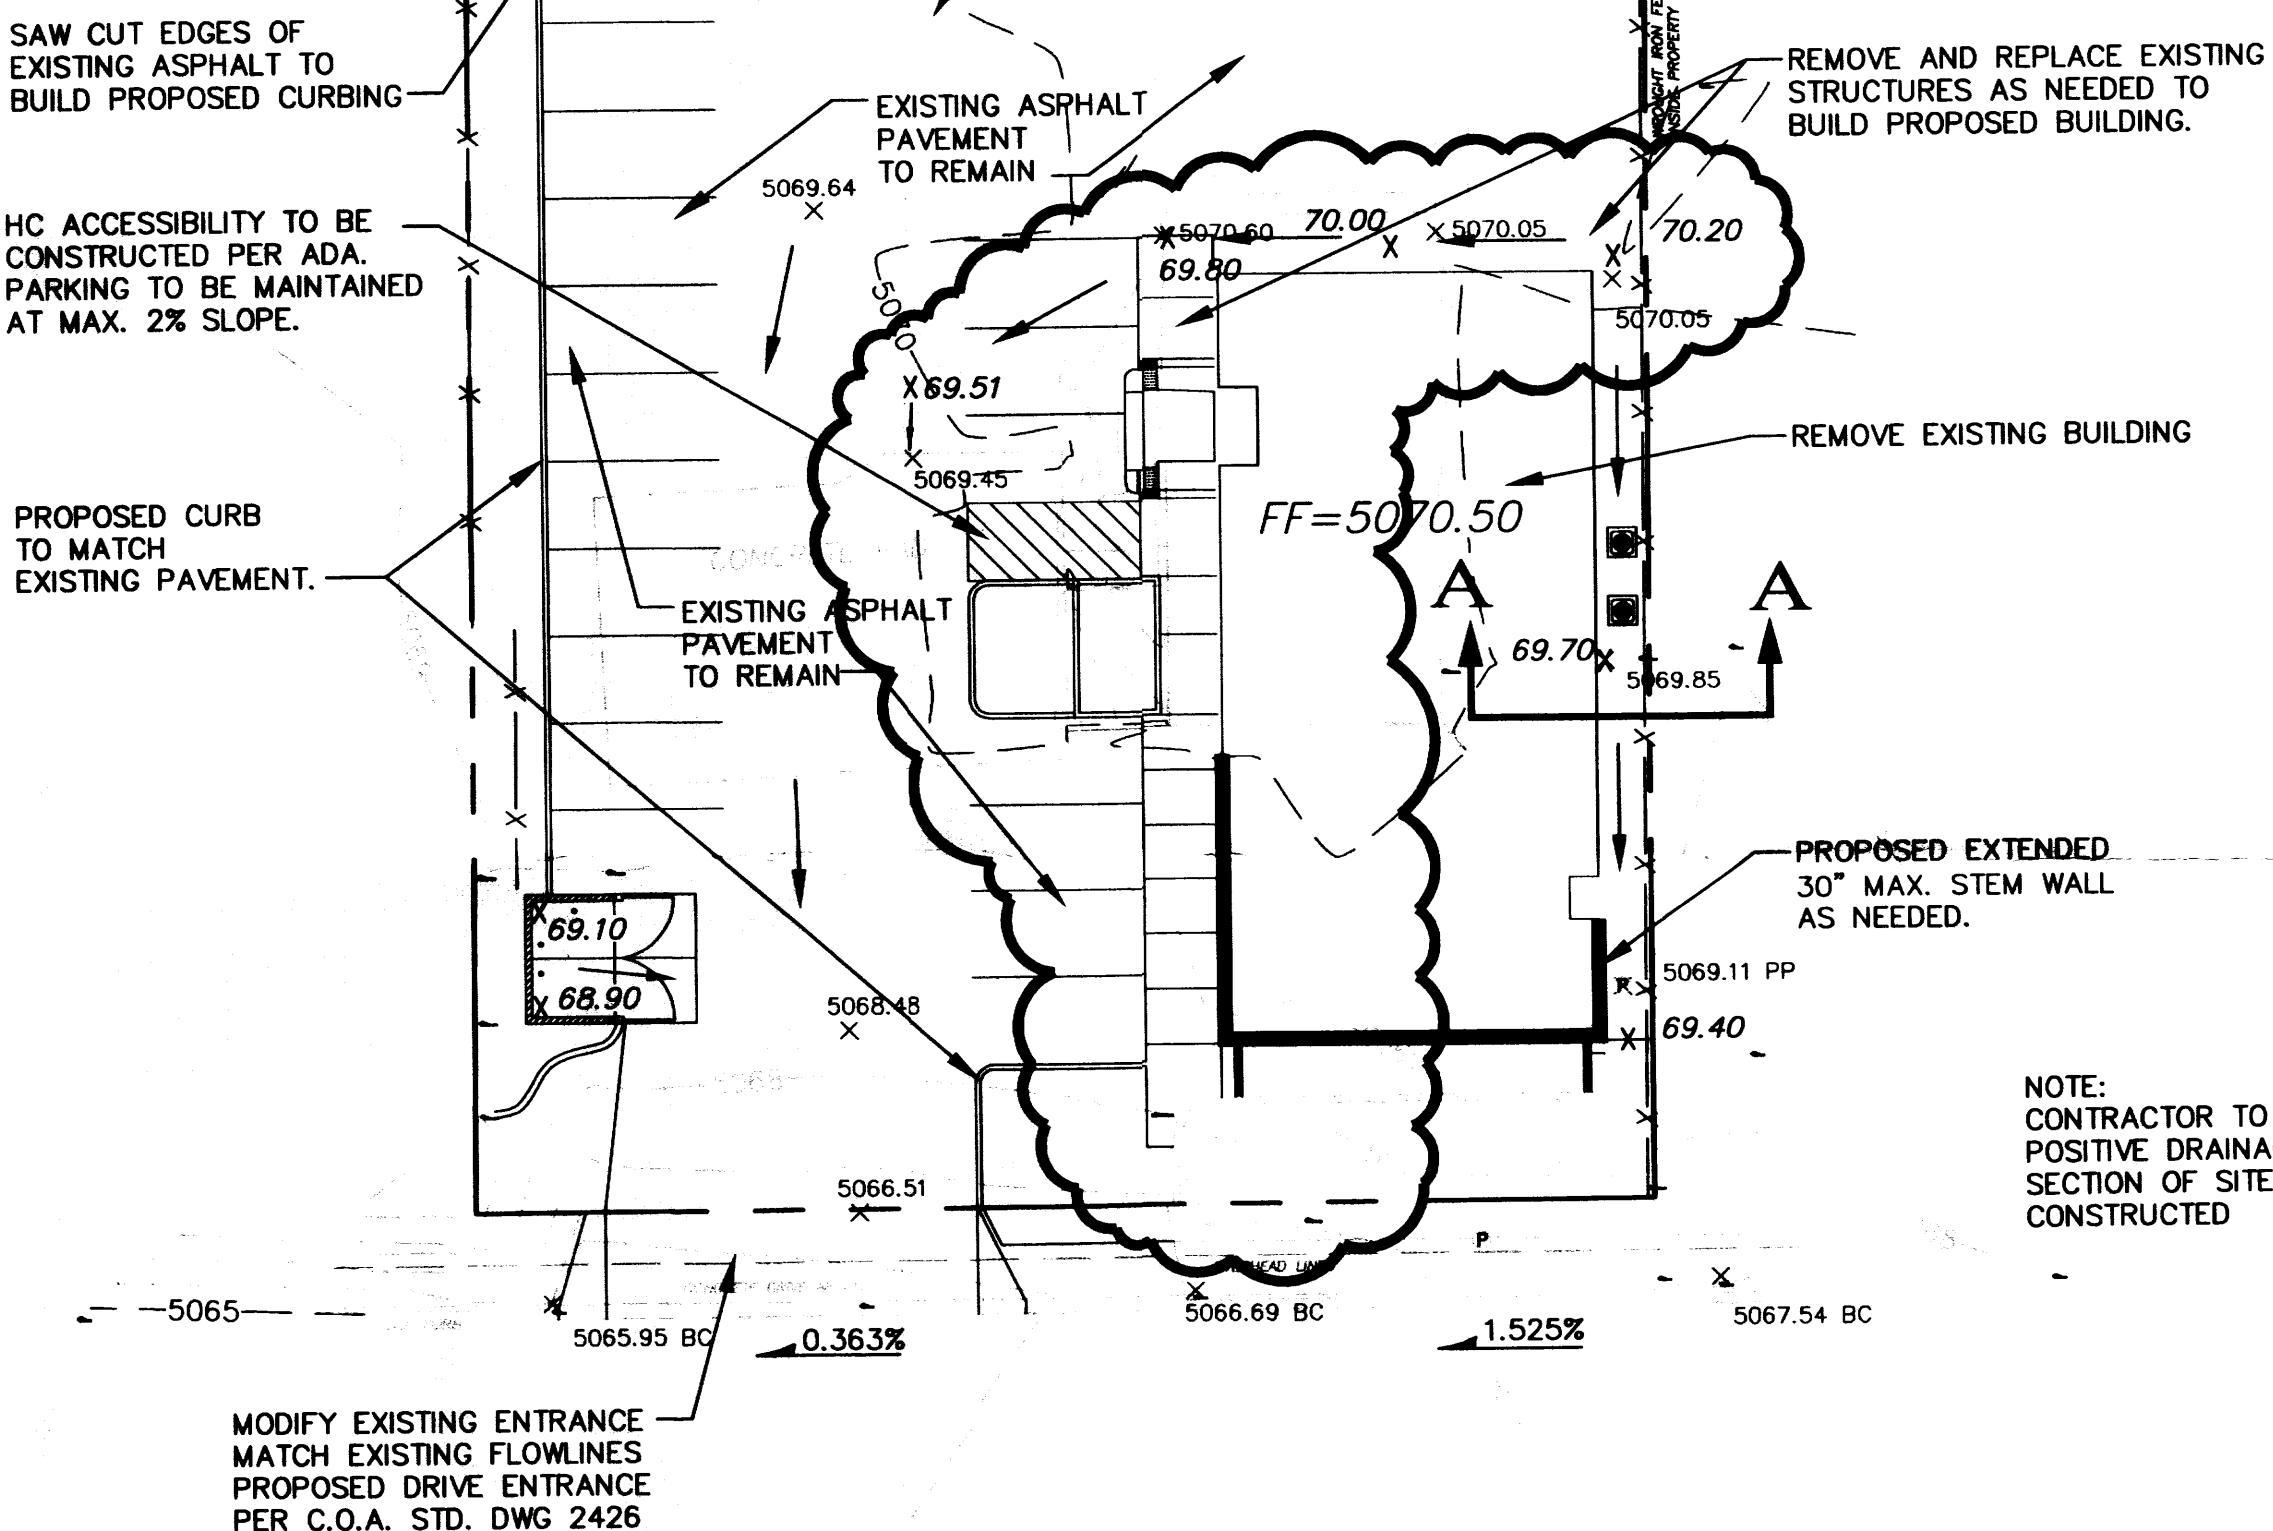 SAW CUT EDGES OF
EXISTING ASPHALT TO
BUILD PROPOSED CURBING
EXISTING ASPHALT
PAVEMENT
TO REMAIN
REMOVE AND REPLACE EXISTING
STRUCTURES AS NEEDED TO
BUILD PROPOSED BUILDING.
5069.64
HC ACCESSIBILITY TO BE
CONSTRUCTED PER ADA.
PARKING TO BE MAINTAINED
AT MAX. 2% SLOPE.
5070.60
70.00
5070.05
70.20
69.80
5070.05
69.51
5069.45
REMOVE EXISTING BUILDING
FF=5070.50
PROPOSED CURB
TO MATCH
EXISTING PAVEMENT.
A
A
EXISTING ASPHALT
PAVEMENT
TO REMAIN
69.70
5069.85
PROPOSED EXTENDED
30" MAX. STEM WALL
AS NEEDED.
69.10
68.90
5068.48
5069.11 PP
69.40
NOTE:
CONTRACTOR TO
POSITIVE DRAINA
SECTION OF SITE
CONSTRUCTED
5066.51
P
5065
5065.95 BC
0.363%
5066.69 BC
1.525%
5067.54 BC
MODIFY EXISTING ENTRANCE
MATCH EXISTING FLOWLINES
PROPOSED DRIVE ENTRANCE
PER C.O.A. STD. DWG 2426